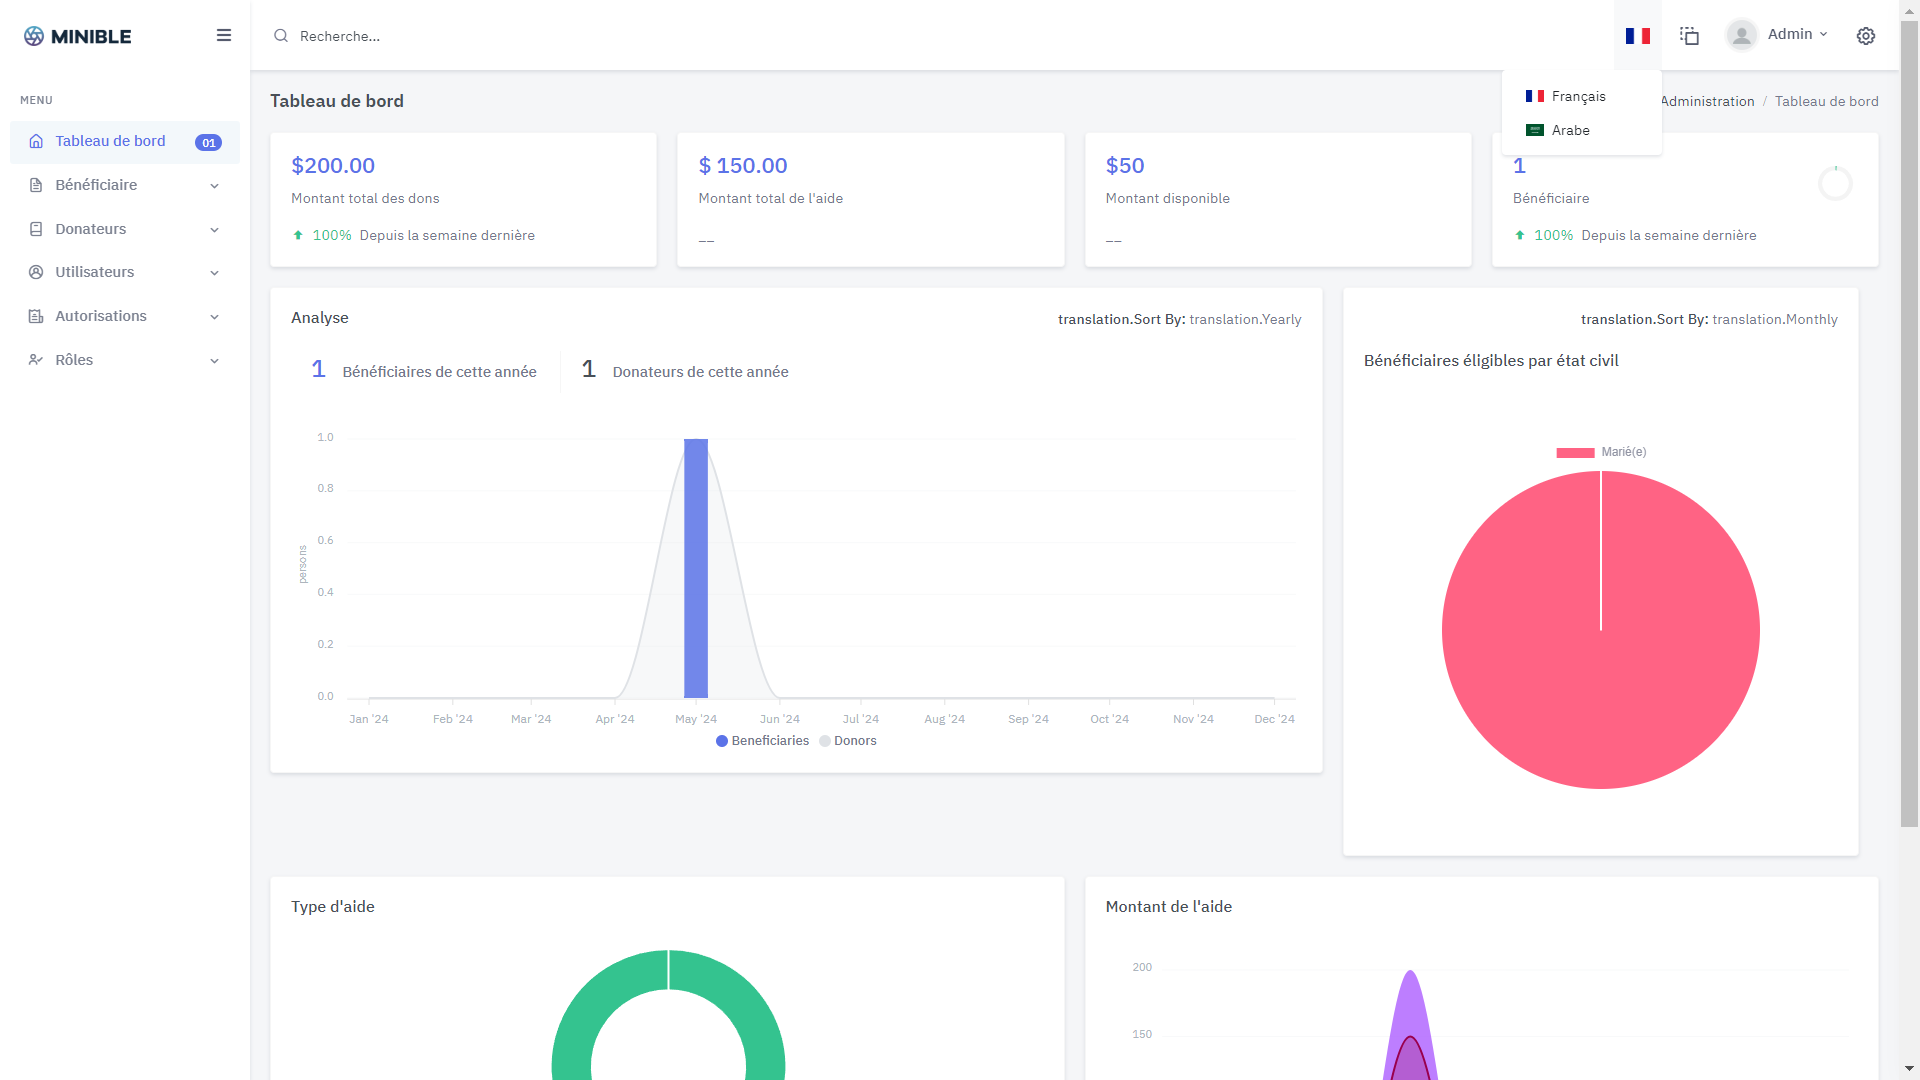 MINIBLE
Recherche...
Admin
MENU
Tableau de bord
01
Bénéficiaire
Donateurs
Utilisateurs
Autorisations
Rôles
Tableau de bord
Français
Arabe
Administration / Tableau de bord
$200.00
Montant total des dons
100% Depuis la semaine dernière
$ 150.00
Montant total de l'aide
__
$50
Montant disponible
__
1
Bénéficiaire
100% Depuis la semaine dernière
Analyse
translation.Sort By: translation.Yearly
1 Bénéficiaires de cette année
1 Donateurs de cette année
persons
1.0
0.8
0.6
0.4
0.2
0.0
Jan '24 Feb '24 Mar '24 Apr '24 May '24 Jun '24 Jul '24 Aug '24 Sep '24 Oct '24 Nov '24 Dec '24
Beneficiaries Donors
translation.Sort By: translation.Monthly
Bénéficiaires éligibles par état civil
Marié(e)
Type d'aide
Montant de l'aide
200
150